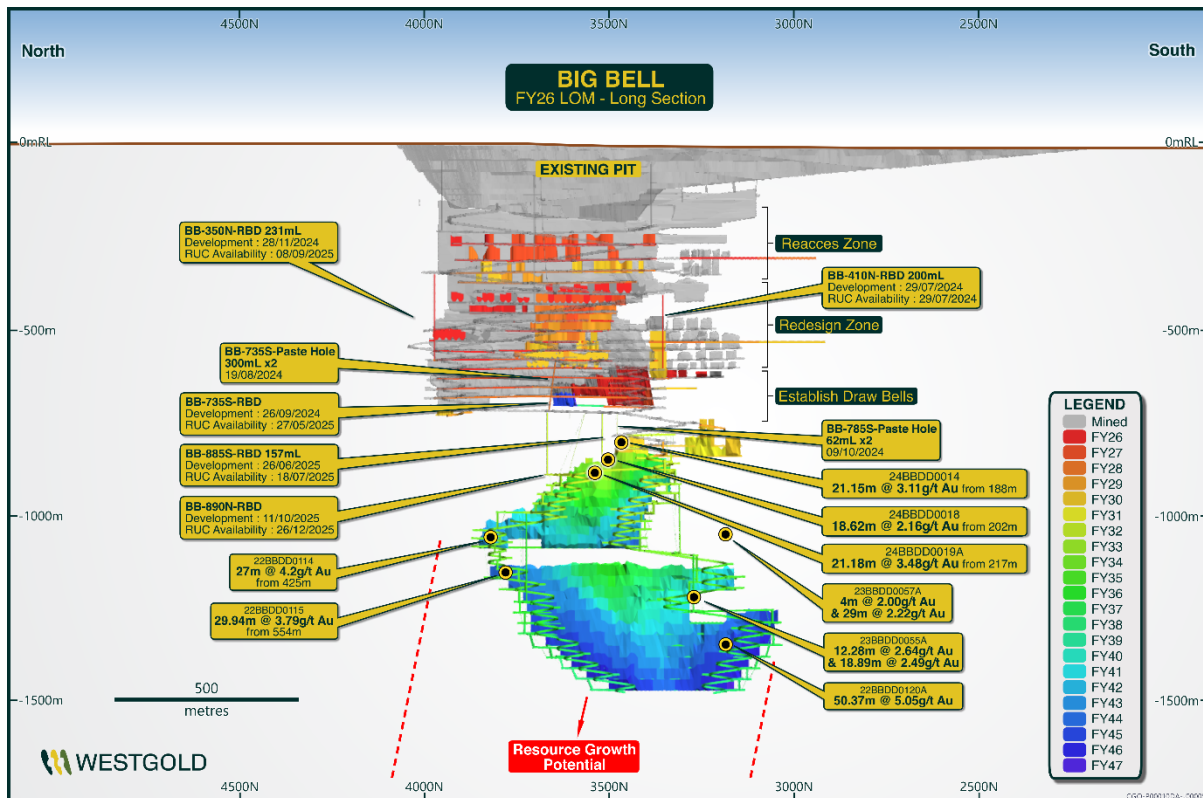 4500N
4000N
3500N
3000N
2500N
North
South
BIG BELL
FY26 LOM - Long Section
0mRL
0mRL
EXISTING PIT
BB-350N-RBD 231mL
Development : 28/11/2024
RUC Availability : 08/09/2025
Reacces Zone
BB-410N-RBD 200mL
Development : 29/07/2024
RUC Availability : 29/07/2024
-500m
-500m
Redesign Zone
BB-735S-Paste Hole
300mL x2
19/08/2024
Establish Draw Bells
BB-735S-RBD
Development : 26/09/2024
RUC Availability : 27/05/2025
BB-785S-Paste Hole
62mL x2
09/10/2024
BB-885S-RBD 157mL
Development : 26/06/2025
RUC Availability : 18/07/2025
24BBDD0014
21.15m @ 3.11g/t Au from 188m
BB-890N-RBD
Development : 11/10/2025
RUC Availability : 26/12/2025
24BBDD0018
18.62m @ 2.16g/t Au from 202m
-1000m
-1000m
24BBDD0019A
21.18m @ 3.48g/t Au from 217m
22BBDD0114
27m @ 4.2g/t Au
from 425m
23BBDD0057A
4m @ 2.00g/t Au
& 29m @ 2.22g/t Au
22BBDD0115
29.94m @ 3.79g/t Au
from 554m
23BBDD0055A
12.28m @ 2.64g/t Au
& 18.89m @ 2.49g/t Au
22BBDD0120A
50.37m @ 5.05g/t Au
LEGEND
Mined
FY26
FY27
FY28
FY29
FY30
FY31
FY32
FY33
FY34
FY35
FY36
FY37
FY38
FY39
FY40
FY41
FY42
FY43
FY44
FY45
FY46
FY47
500
metres
-1500m
-1500m
Resource Growth
Potential
WESTGOLD
4500N
4000N
3500N
3000N
2500N